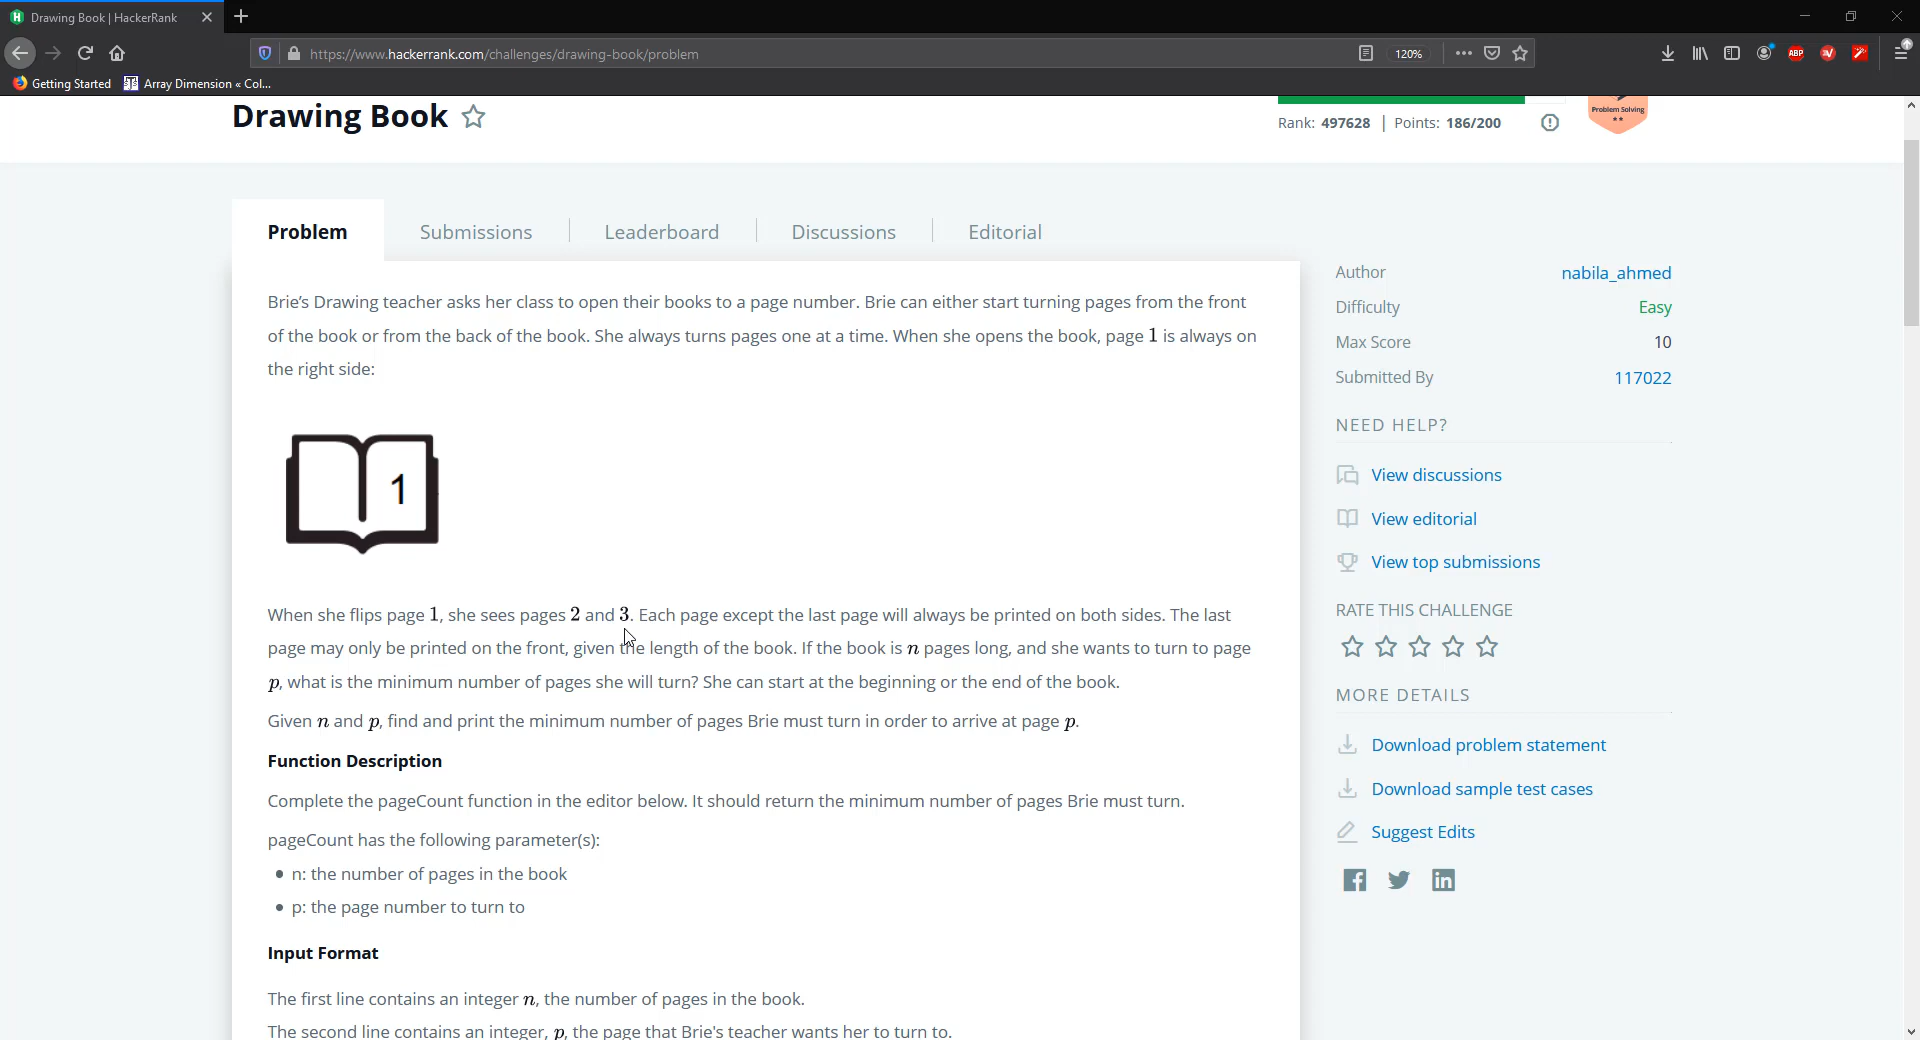 Drawing Book | HackerRank
https://www.hackerrank.com/challenges/drawing-book/problem
120%
ABP
Getting Started
Array Dimension « Col...
Drawing Book
Rank: 497628 | Points: 186/200
Problem Solving
Problem
Submissions
Leaderboard
Discussions
Editorial
Brie's Drawing teacher asks her class to open their books to a page number. Brie can either start turning pages from the front
of the book or from the back of the book. She always turns pages one at a time. When she opens the book, page 1 is always on
the right side:
1
When she flips page 1, she sees pages 2 and 3. Each page except the last page will always be printed on both sides. The last
page may only be printed on the front, given the length of the book. If the book is n pages long, and she wants to turn to page
p, what is the minimum number of pages she will turn? She can start at the beginning or the end of the book.
Given n and p, find and print the minimum number of pages Brie must turn in order to arrive at page p.
Function Description
Complete the pageCount function in the editor below. It should return the minimum number of pages Brie must turn.
pageCount has the following parameter(s):
• n: the number of pages in the book
• p: the page number to turn to
Input Format
The first line contains an integer n, the number of pages in the book.
The second line contains an integer, p, the page that Brie's teacher wants her to turn to.
Author nabila_ahmed
Difficulty Easy
Max Score 10
Submitted By 117022
NEED HELP?
View discussions
View editorial
View top submissions
RATE THIS CHALLENGE
MORE DETAILS
Download problem statement
Download sample test cases
Suggest Edits